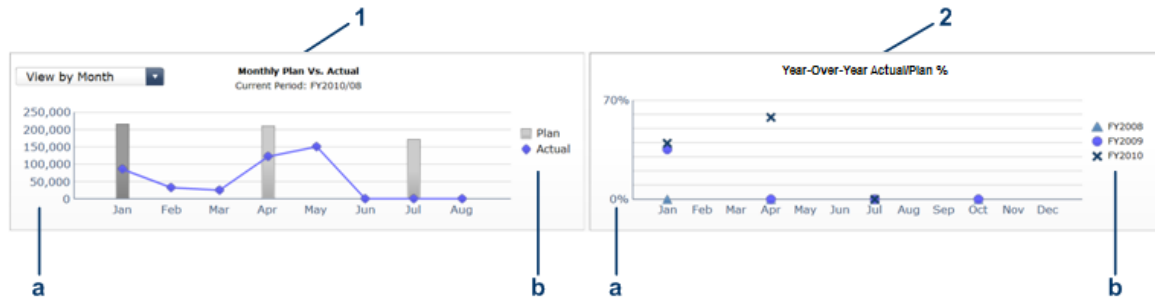 1
2
View by Month
Monthly Plan Vs. Actual
Current Period: FY2010/08
250,000
200,000
150,000
100,000
50,000
0
Jan Feb Mar Apr May Jun Jul Aug
Plan
Actual
a
b
Year-Over-Year Actual/Plan %
70%
0%
Jan Feb Mar Apr May Jun Jul Aug Sep Oct Nov Dec
FY2008
FY2009
FY2010
a
b